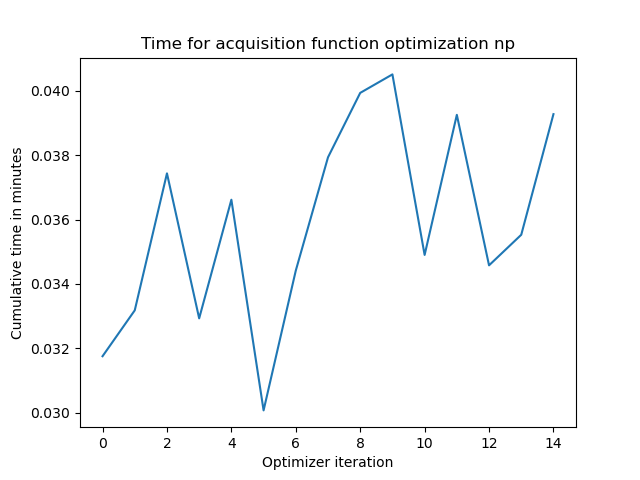 Time for acquisition function optimization np
0.040
0.038
0.036
0.034
0.032
0.030
Cumulative time in minutes
0 2 4 6 8 10 12 14
Optimizer iteration